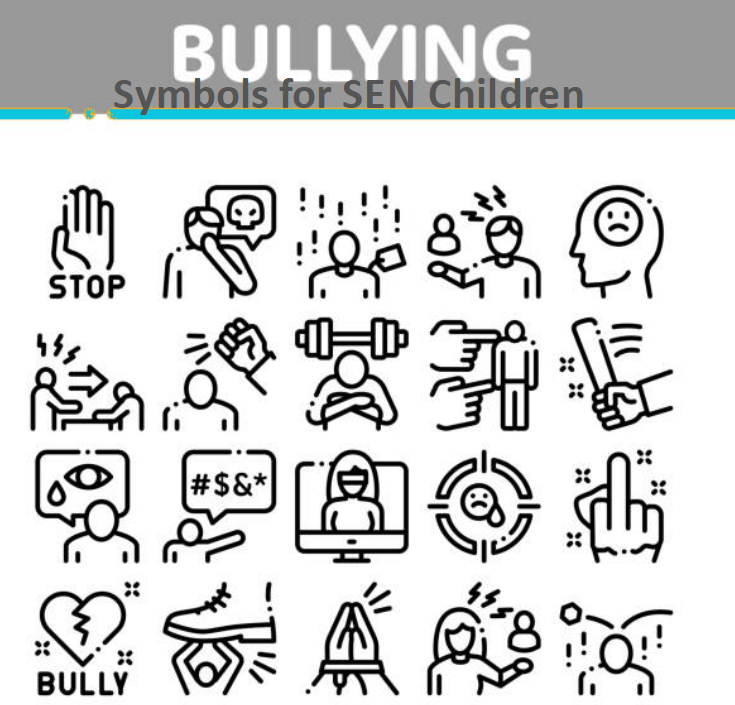 BULLYING
Symbols for SEN Children
STOP
#$&*
BULLY